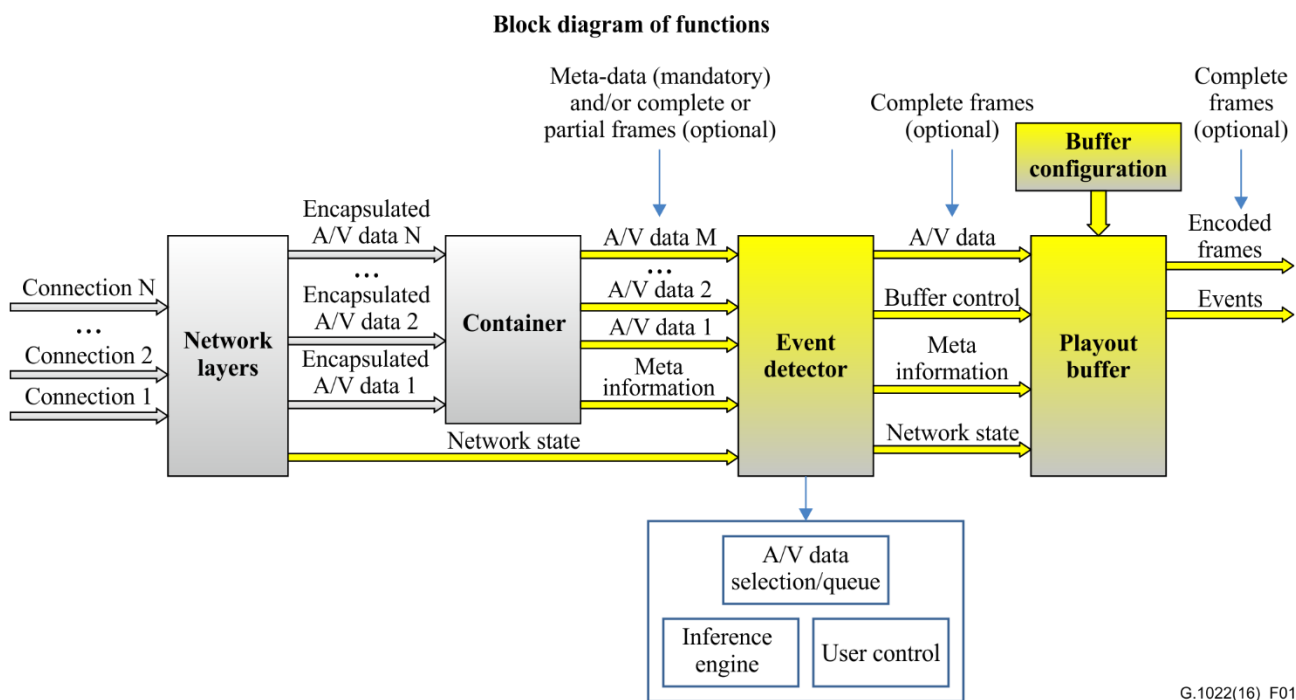 Block diagram of functions
Meta-data (mandatory)
and/or complete or
partial frames (optional)
Complete frames
(optional)
Complete
frames
(optional)
Buffer
configuration
Connection N
...
Connection 2
Connection 1
Network
layers
Encapsulated
A/V data N
...
Encapsulated
A/V data 2
Encapsulated
A/V data 1
Container
A/V data M
...
A/V data 2
A/V data 1
Meta
information
Network state
Event
detector
A/V data
Buffer control
Meta
information
Network state
Playout
buffer
Encoded
frames
Events
A/V data
selection/queue
Inference
engine
User control
G.1022(16)_F01